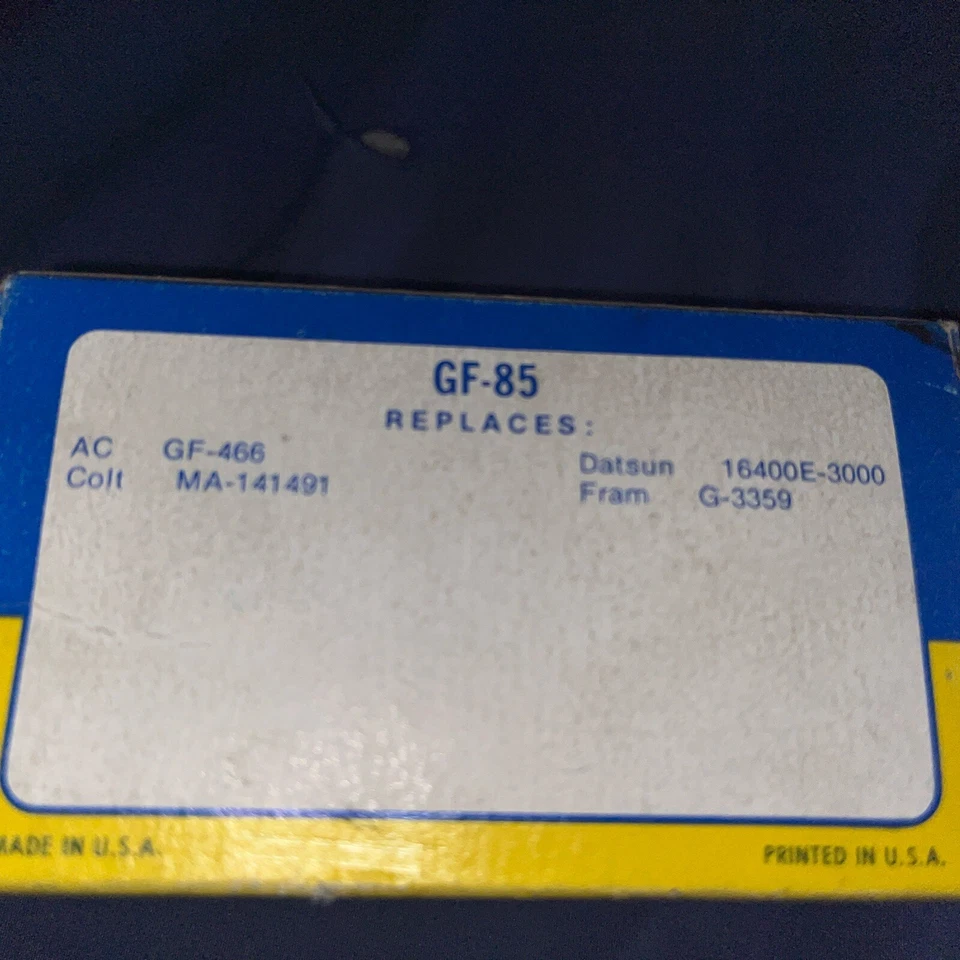 GF-85
REPLACES:
AC GF-466
Colt MA-141491
Datsun 16400E-3000
Fram G-3359
MADE IN U.S.A.
PRINTED IN U.S.A.